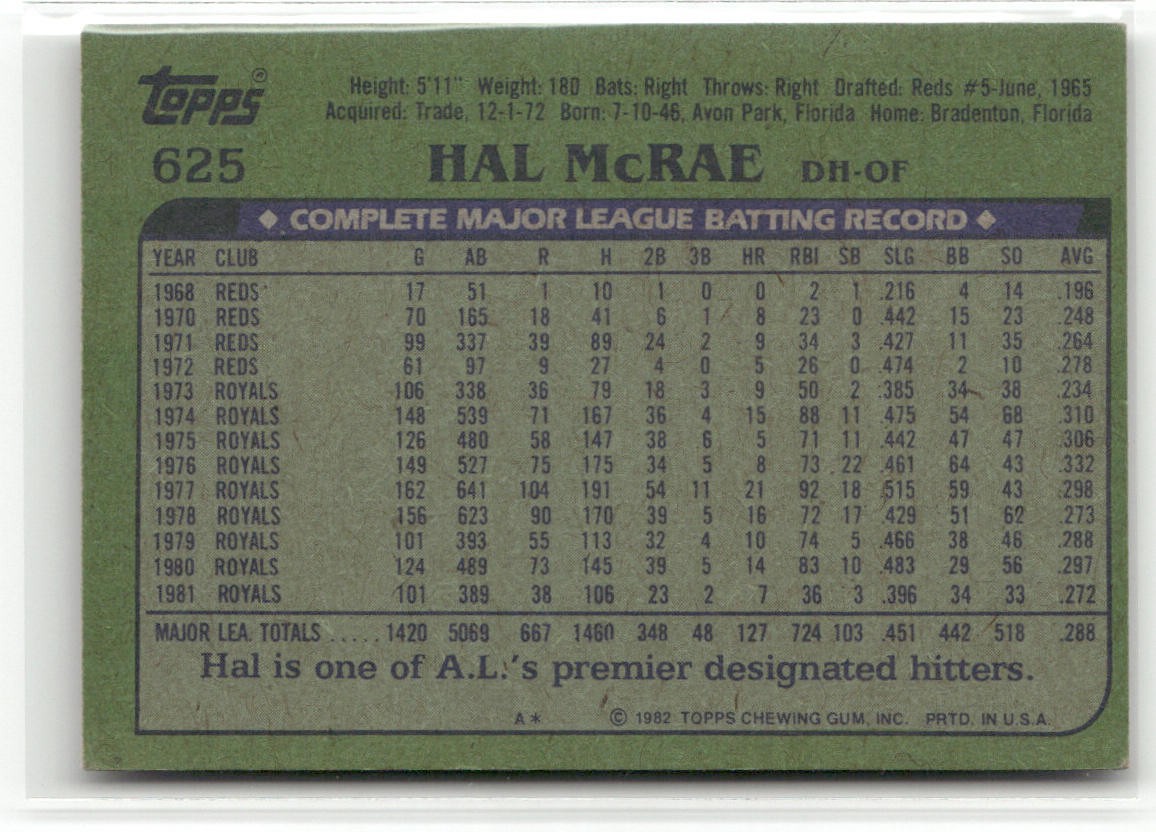 Topps®
Height: 5'11" Weight: 180 Bats: Right Throws: Right Drafted: Reds #5-June, 1965
Acquired: Trade, 12-1-72 Born: 7-10-46, Avon Park, Florida Home: Bradenton, Florida
625 HAL McRAE DH-OF
COMPLETE MAJOR LEAGUE BATTING RECORD
YEAR CLUB G AB R H 2B 3B HR RBI SB SLG BB SO AVG
1968 REDS 17 51 1 10 1 0 0 2 1 .216 4 14 .196
1970 REDS 70 165 18 41 6 1 8 23 0 .442 15 23 .248
1971 REDS 99 337 39 89 24 2 9 34 3 .427 11 35 .264
1972 REDS 61 97 9 27 4 0 5 26 0 .474 2 10 .278
1973 ROYALS 106 338 36 79 18 3 9 50 2 .385 34 38 .234
1974 ROYALS 148 539 71 167 36 4 15 88 11 .475 54 68 .310
1975 ROYALS 126 480 58 147 38 6 5 71 11 .442 47 47 .306
1976 ROYALS 149 527 75 175 34 5 8 73 22 .461 64 43 .332
1977 ROYALS 162 641 104 191 54 11 21 92 18 .515 59 43 .298
1978 ROYALS 156 623 90 170 39 5 16 72 17 .429 51 62 .273
1979 ROYALS 101 393 55 113 32 4 10 74 5 .466 38 46 .288
1980 ROYALS 124 489 73 145 39 5 14 83 10 .483 29 56 .297
1981 ROYALS 101 389 38 106 23 2 7 36 3 .396 34 33 .272
MAJOR LEA. TOTALS ..... 1420 5069 667 1460 348 48 127 724 103 .451 442 518 .288
Hal is one of A.L.'s premier designated hitters.
A* © 1982 TOPPS CHEWING GUM, INC. PRTD. IN U.S.A.